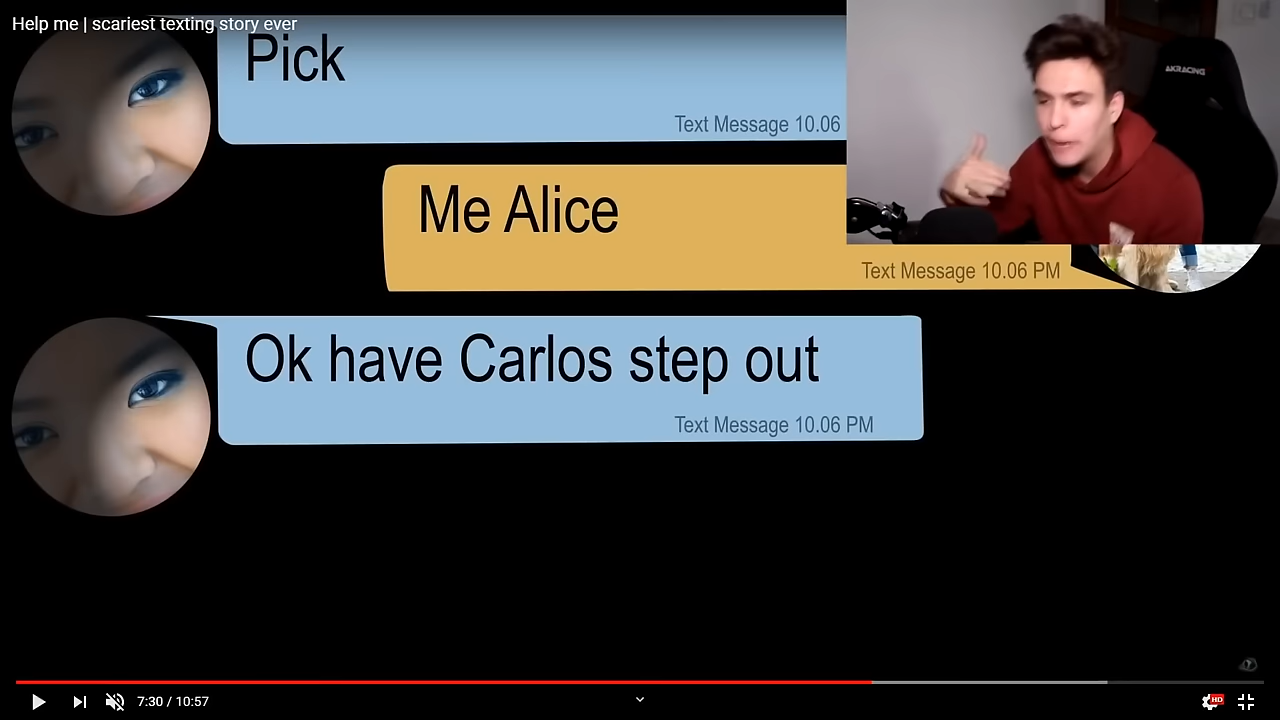 Help me | scariest texting story ever
Pick
Text Message 10.06
AKRACING
Me Alice
Text Message 10.06 PM
Ok have Carlos step out
Text Message 10.06 PM
7:30 / 10:57
HD